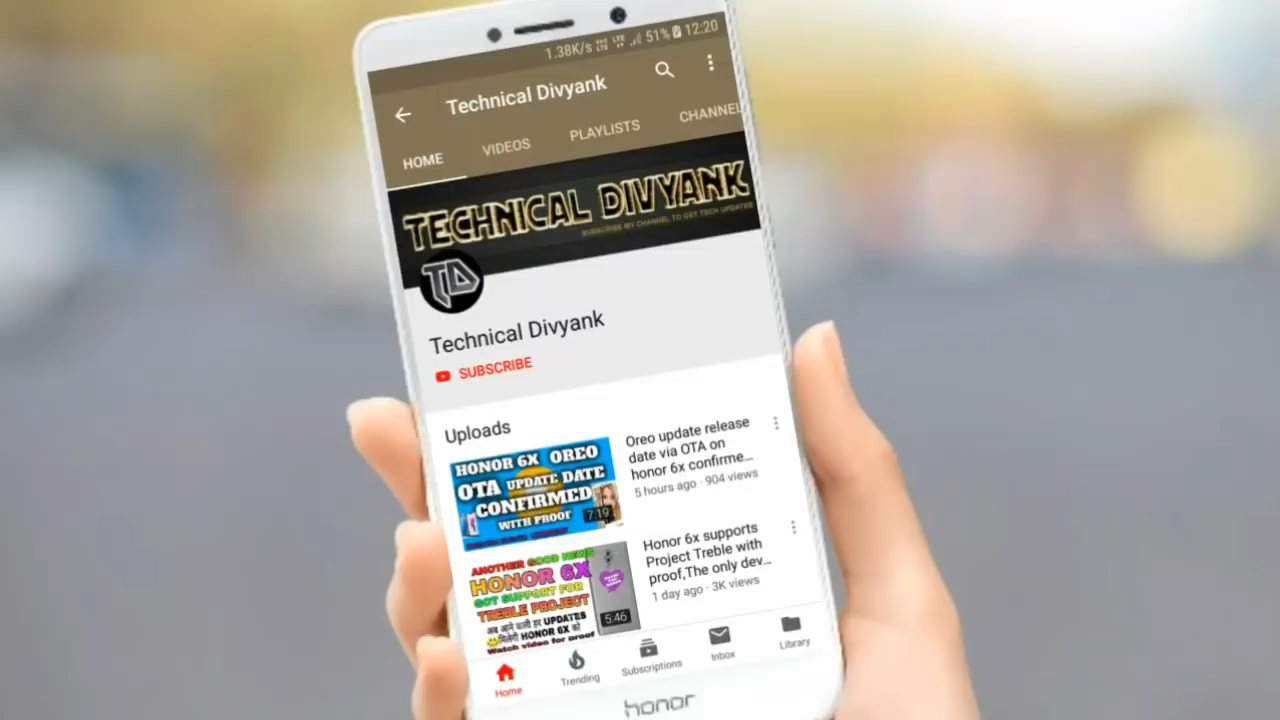 1.38K/s 51% 12:20
Technical Divyank
HOME VIDEOS PLAYLISTS CHANNEL
TECHNICAL DIVYANK
SUBSCRIBE MY CHANNEL TO GET TECH UPDATES
TD
Technical Divyank
SUBSCRIBE
Uploads
HONOR 6X OREO
OTA UPDATE DATE
CONFIRMED
WITH PROOF
7:19
Oreo update release
date via OTA on
honor 6x confirme...
5 hours ago · 904 views
ANOTHER GOOD NEWS
HONOR 6X
GOT SUPPORT FOR
TREBLE PROJECT
अब आने वाली हर UPDATES
मिलेगी HONOR 6X को
Watch video for proof
5:46
Honor 6x supports
Project Treble with
proof,The only dev...
1 day ago · 3K views
Home Trending Subscriptions Inbox Library
honor